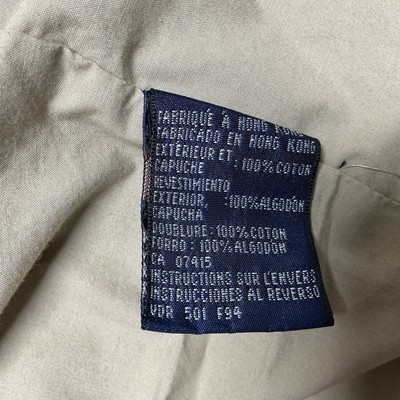 FABRIQUÉ À HONG KONG
FABRICADO EN HONG KONG
EXTÉRIEUR ET :100% COTON
CAPUCHE
REVESTIMIENTO
EXTERIOR, :100%ALGODÓN
CAPUCHA
DOUBLURE:100%COTON
FORRO:100%ALGODÓN
CA 07415
INSTRUCTIONS SUR L'ENVERS
INSTRUCCIONES AL REVERSO
VDR 501 F94